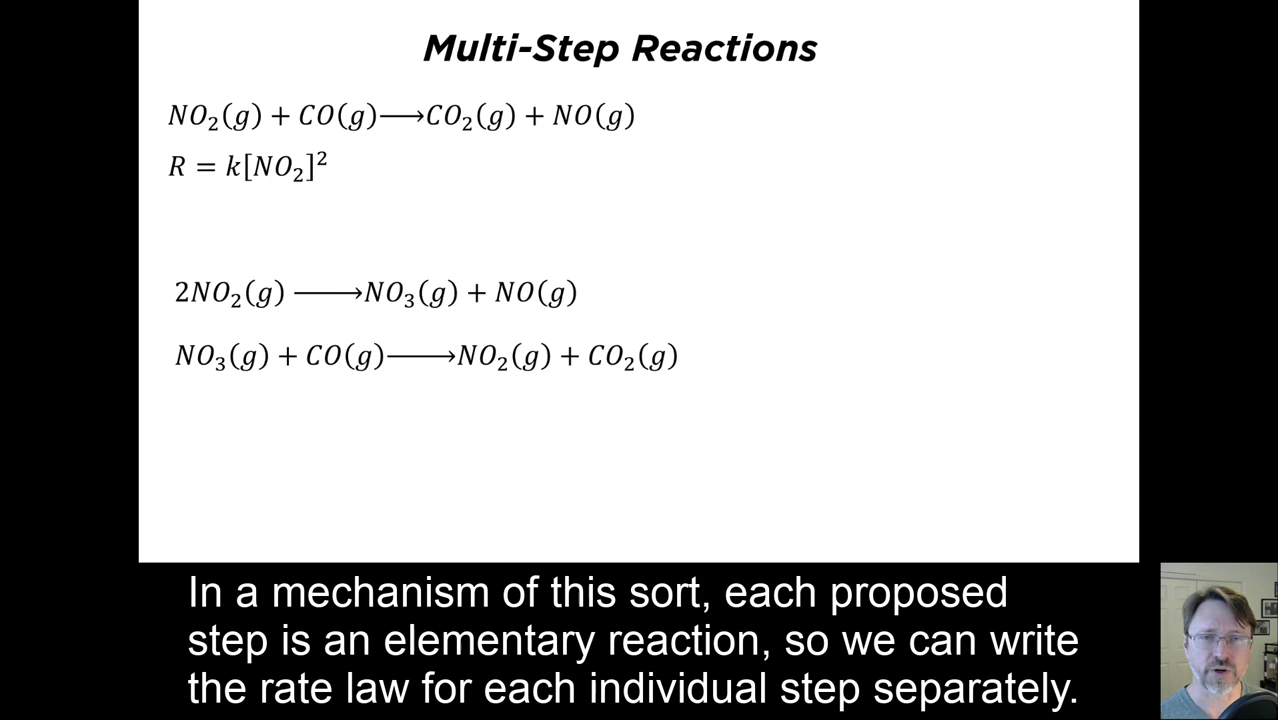 Multi-Step Reactions
NO₂(g) + CO(g)⟶CO₂(g) + NO(g)
R = k[NO₂]²
2NO₂(g) ⟶NO₃(g) + NO(g)
NO₃(g) + CO(g)⟶NO₂(g) + CO₂(g)
In a mechanism of this sort, each proposed
step is an elementary reaction, so we can write
the rate law for each individual step separately.